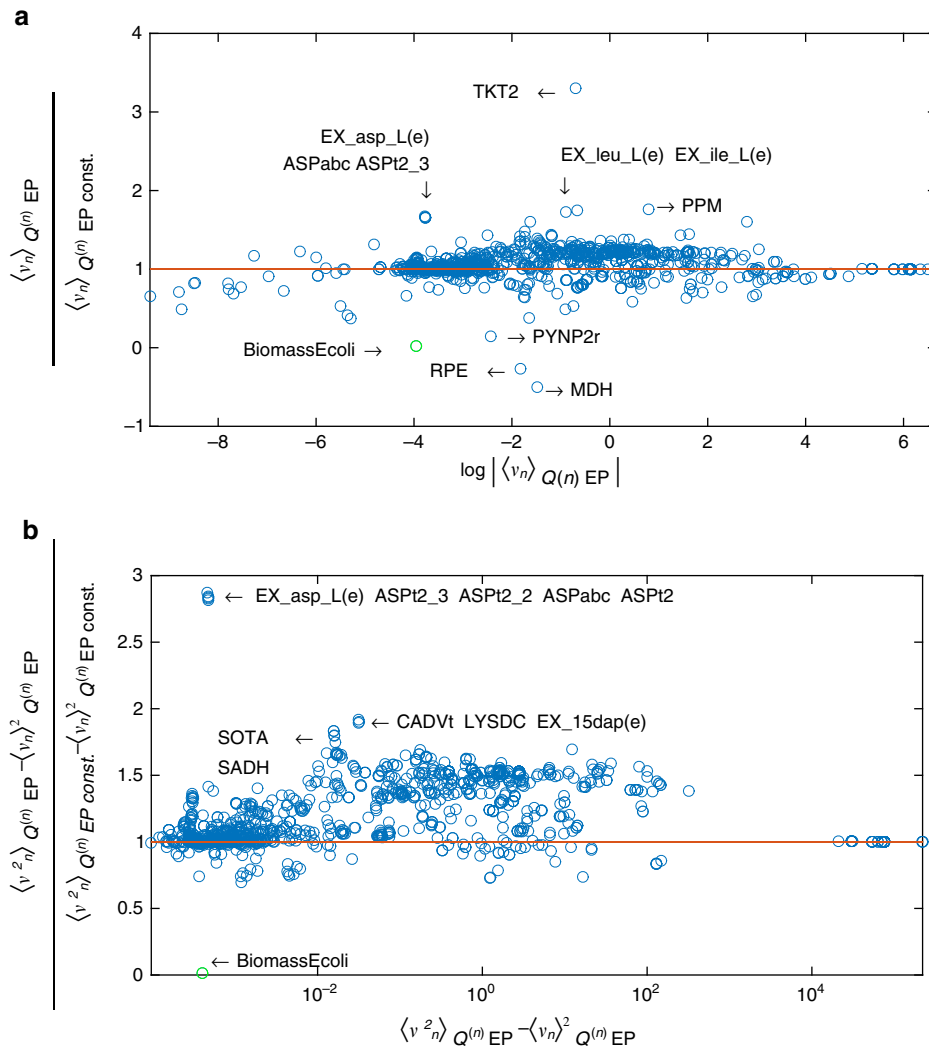 a
⟨νn⟩ Q(n) EP
⟨νn⟩ Q(n) EP const.
4
3
2
1
0
−1
TKT2 ←
EX_asp_L(e)
ASPabc ASPt2_3
↓
EX_leu_L(e) EX_ile_L(e)
↓
→ PPM
BiomassEcoli →
→ PYNP2r
RPE ←
→ MDH
−8 −6 −4 −2 0 2 4 6
log | ⟨νn⟩ Q(n) EP |
b
⟨ν2n⟩ Q(n) EP −⟨νn⟩2 Q(n) EP
⟨ν2n⟩ Q(n) EP const. −⟨νn⟩2 Q(n) EP const.
3
2.5
2
1.5
1
0.5
0
← EX_asp_L(e) ASPt2_3 ASPt2_2 ASPabc ASPt2
← CADVt LYSDC EX_15dap(e)
SOTA ←
SADH
← BiomassEcoli
10−2 100 102 104
⟨ν2n⟩ Q(n) EP −⟨νn⟩2 Q(n) EP